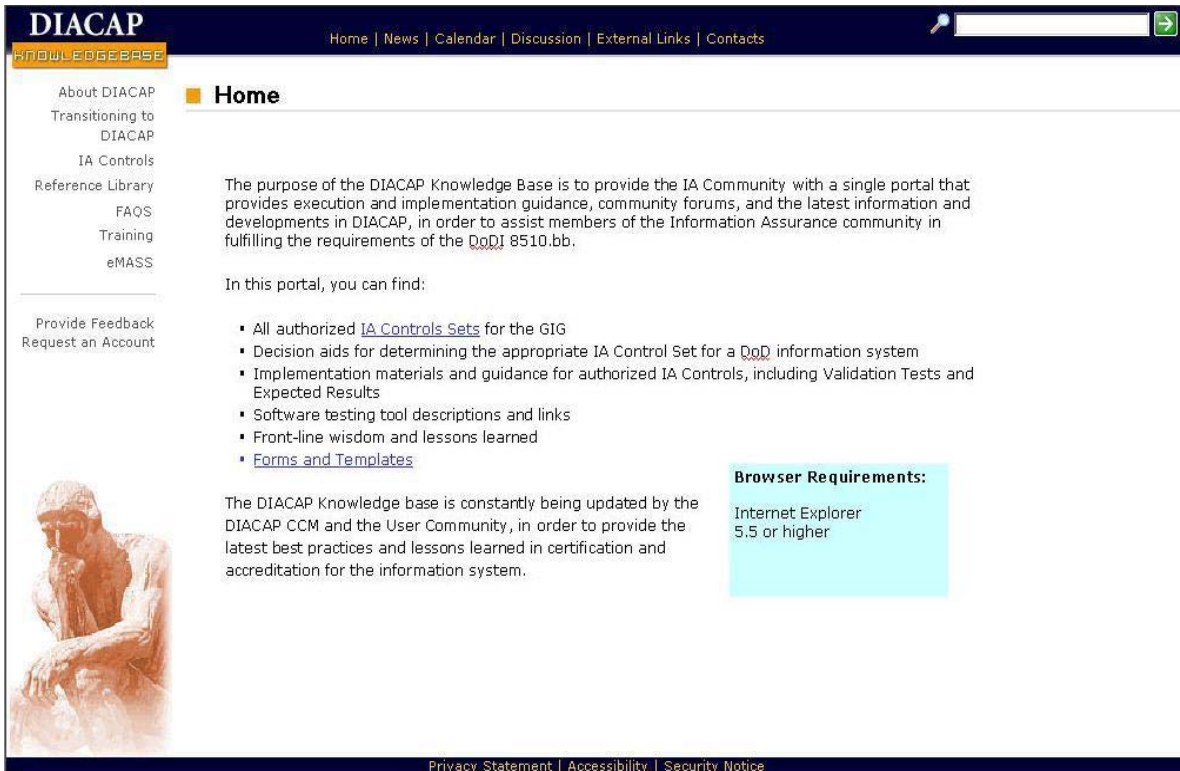 DIACAP
KNOWLEDGEBASE
Home | News | Calendar | Discussion | External Links | Contacts
About DIACAP
Transitioning to
DIACAP
IA Controls
Reference Library
FAQS
Training
eMASS
Provide Feedback
Request an Account
Home
The purpose of the DIACAP Knowledge Base is to provide the IA Community with a single portal that
provides execution and implementation guidance, community forums, and the latest information and
developments in DIACAP, in order to assist members of the Information Assurance community in
fulfilling the requirements of the DoDI 8510.bb.
In this portal, you can find:
▪ All authorized IA Controls Sets for the GIG
▪ Decision aids for determining the appropriate IA Control Set for a DoD information system
▪ Implementation materials and guidance for authorized IA Controls, including Validation Tests and
Expected Results
▪ Software testing tool descriptions and links
▪ Front-line wisdom and lessons learned
▪ Forms and Templates
The DIACAP Knowledge base is constantly being updated by the
DIACAP CCM and the User Community, in order to provide the
latest best practices and lessons learned in certification and
accreditation for the information system.
Browser Requirements:
Internet Explorer
5.5 or higher
Privacy Statement | Accessibility | Security Notice